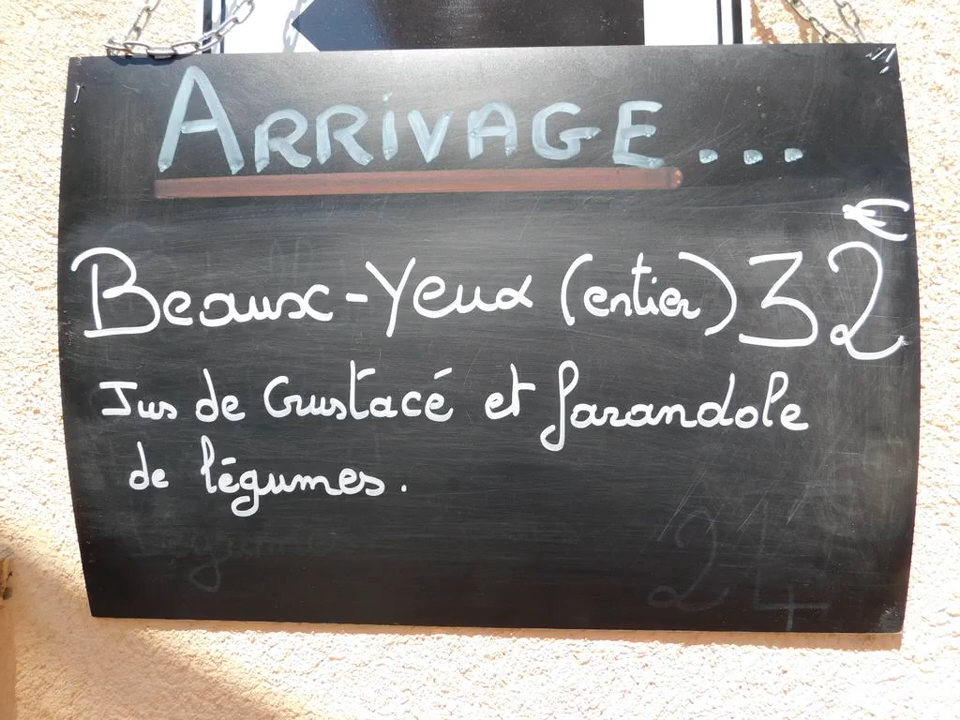 ARRiVAGE...
Beaux-Yeux (entier) 32€
Jus de Crustacé et farandole
de légumes.